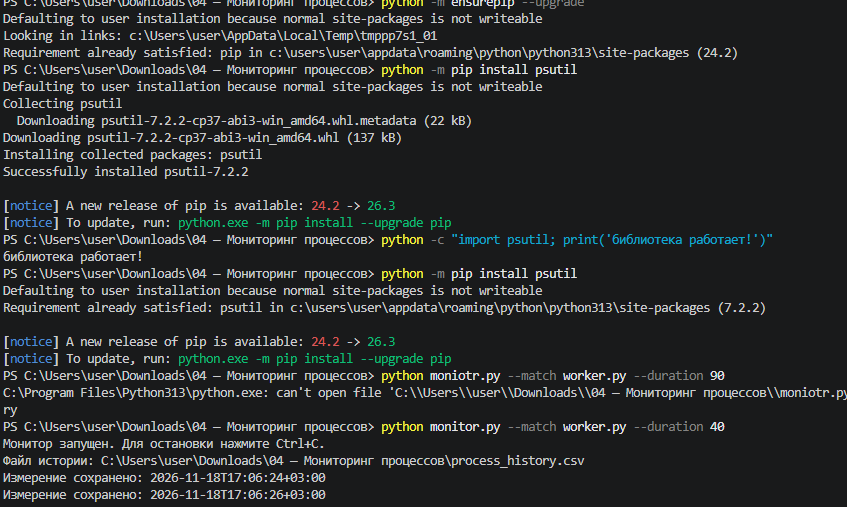 PS C:\Users\user\Downloads\04 — Мониторинг процессов> python -m ensurepip --upgrade
Defaulting to user installation because normal site-packages is not writeable
Looking in links: c:\Users\user\AppData\Local\Temp\tmppp7s1_01
Requirement already satisfied: pip in c:\users\user\appdata\roaming\python\python313\site-packages (24.2)
PS C:\Users\user\Downloads\04 — Мониторинг процессов> python -m pip install psutil
Defaulting to user installation because normal site-packages is not writeable
Collecting psutil
  Downloading psutil-7.2.2-cp37-abi3-win_amd64.whl.metadata (22 kB)
Downloading psutil-7.2.2-cp37-abi3-win_amd64.whl (137 kB)
Installing collected packages: psutil
Successfully installed psutil-7.2.2
[notice] A new release of pip is available: 24.2 -> 26.3
[notice] To update, run: python.exe -m pip install --upgrade pip
PS C:\Users\user\Downloads\04 — Мониторинг процессов> python -c "import psutil; print('библиотека работает!')"
библиотека работает!
PS C:\Users\user\Downloads\04 — Мониторинг процессов> python -m pip install psutil
Defaulting to user installation because normal site-packages is not writeable
Requirement already satisfied: psutil in c:\users\user\appdata\roaming\python\python313\site-packages (7.2.2)
[notice] A new release of pip is available: 24.2 -> 26.3
[notice] To update, run: python.exe -m pip install --upgrade pip
PS C:\Users\user\Downloads\04 — Мониторинг процессов> python moniotr.py --match worker.py --duration 90
C:\Program Files\Python313\python.exe: can't open file 'C:\\Users\\user\\Downloads\\04 — Мониторинг процессов\\moniotr.py
ry
PS C:\Users\user\Downloads\04 — Мониторинг процессов> python monitor.py --match worker.py --duration 40
Монитор запущен. Для остановки нажмите Ctrl+C.
Файл истории: C:\Users\user\Downloads\04 — Мониторинг процессов\process_history.csv
Измерение сохранено: 2026-11-18T17:06:24+03:00
Измерение сохранено: 2026-11-18T17:06:26+03:00